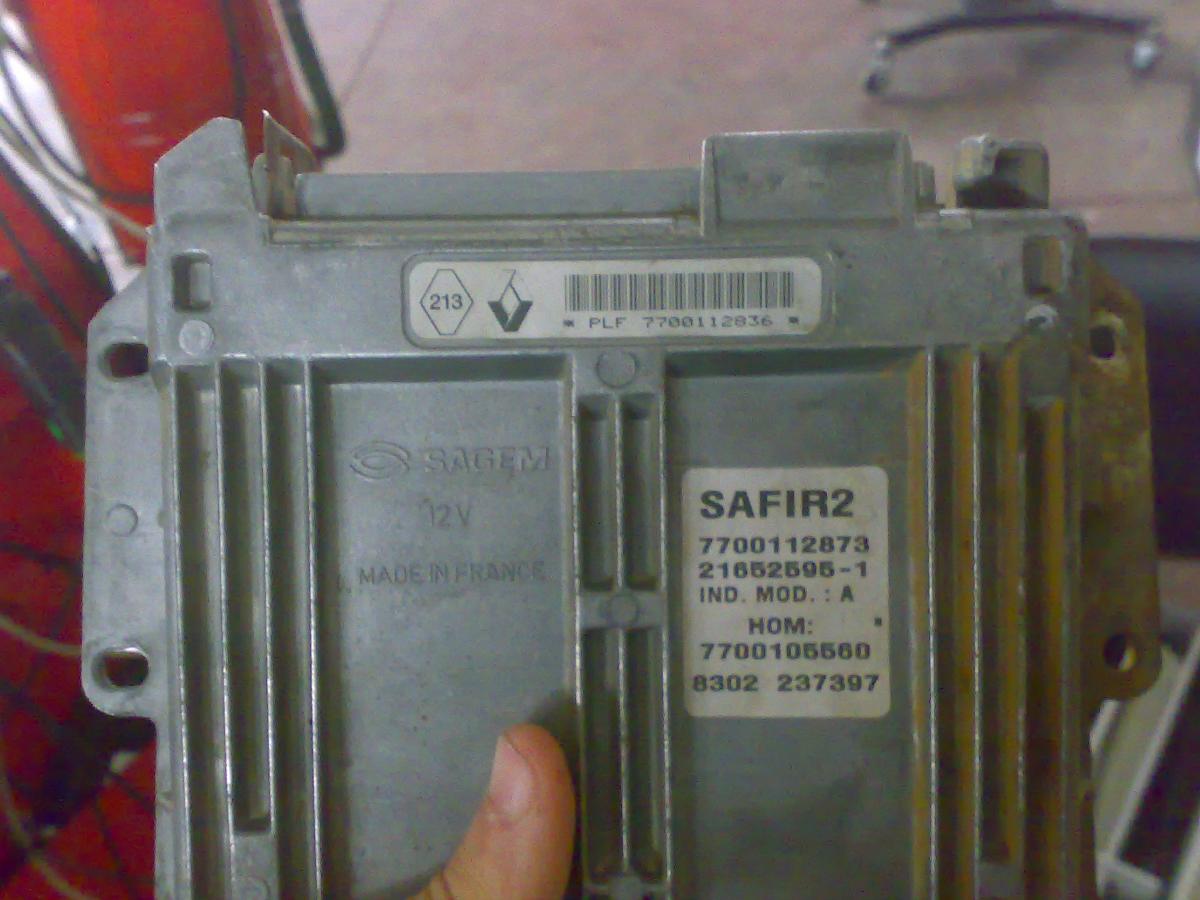 213
PLF 7700112836
SAGEM
12V
MADE IN FRANCE
SAFIR2
7700112873
21652595-1
IND. MOD. : A
HOM:
7700105560
8302 237397